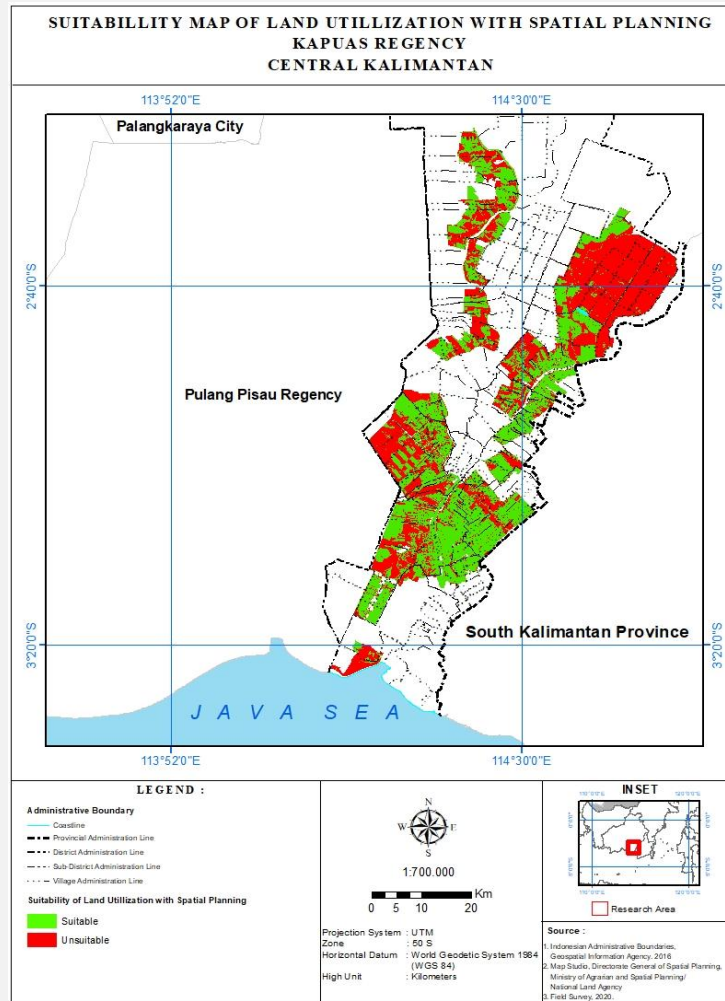 SUITABILLITY MAP OF LAND UTILLIZATION WITH SPATIAL PLANNING
KAPUAS REGENCY
CENTRAL KALIMANTAN
113°52'0"E
114°30'0"E
Palangkaraya City
2°40'0"S
2°40'0"S
Pulang Pisau Regency
South Kalimantan Province
3°20'0"S
3°20'0"S
JAVA SEA
113°52'0"E
114°30'0"E
LEGEND :
Administrative Boundary
Coastline
Provincial Administration Line
District Administration Line
Sub-District Administration Line
Village Administration Line
Suitability of Land Utilization with Spatial Planning
Suitable
Unsuitable
N
W
E
S
1:700.000
Km
0 5 10 20
Projection System : UTM
Zone : 50 S
Horizontal Datum : World Geodetic System 1984
(WGS 84)
High Unit : Kilometers
INSET
Research Area
Source :
1. Indonesian Administrative Boundaries,
Geospatial Information Agency, 2016
2. Map Studio, Directorate General of Spatial Planning,
Ministry of Agrarian and Spatial Planning/
National Land Agency
3. Field Survey, 2020.